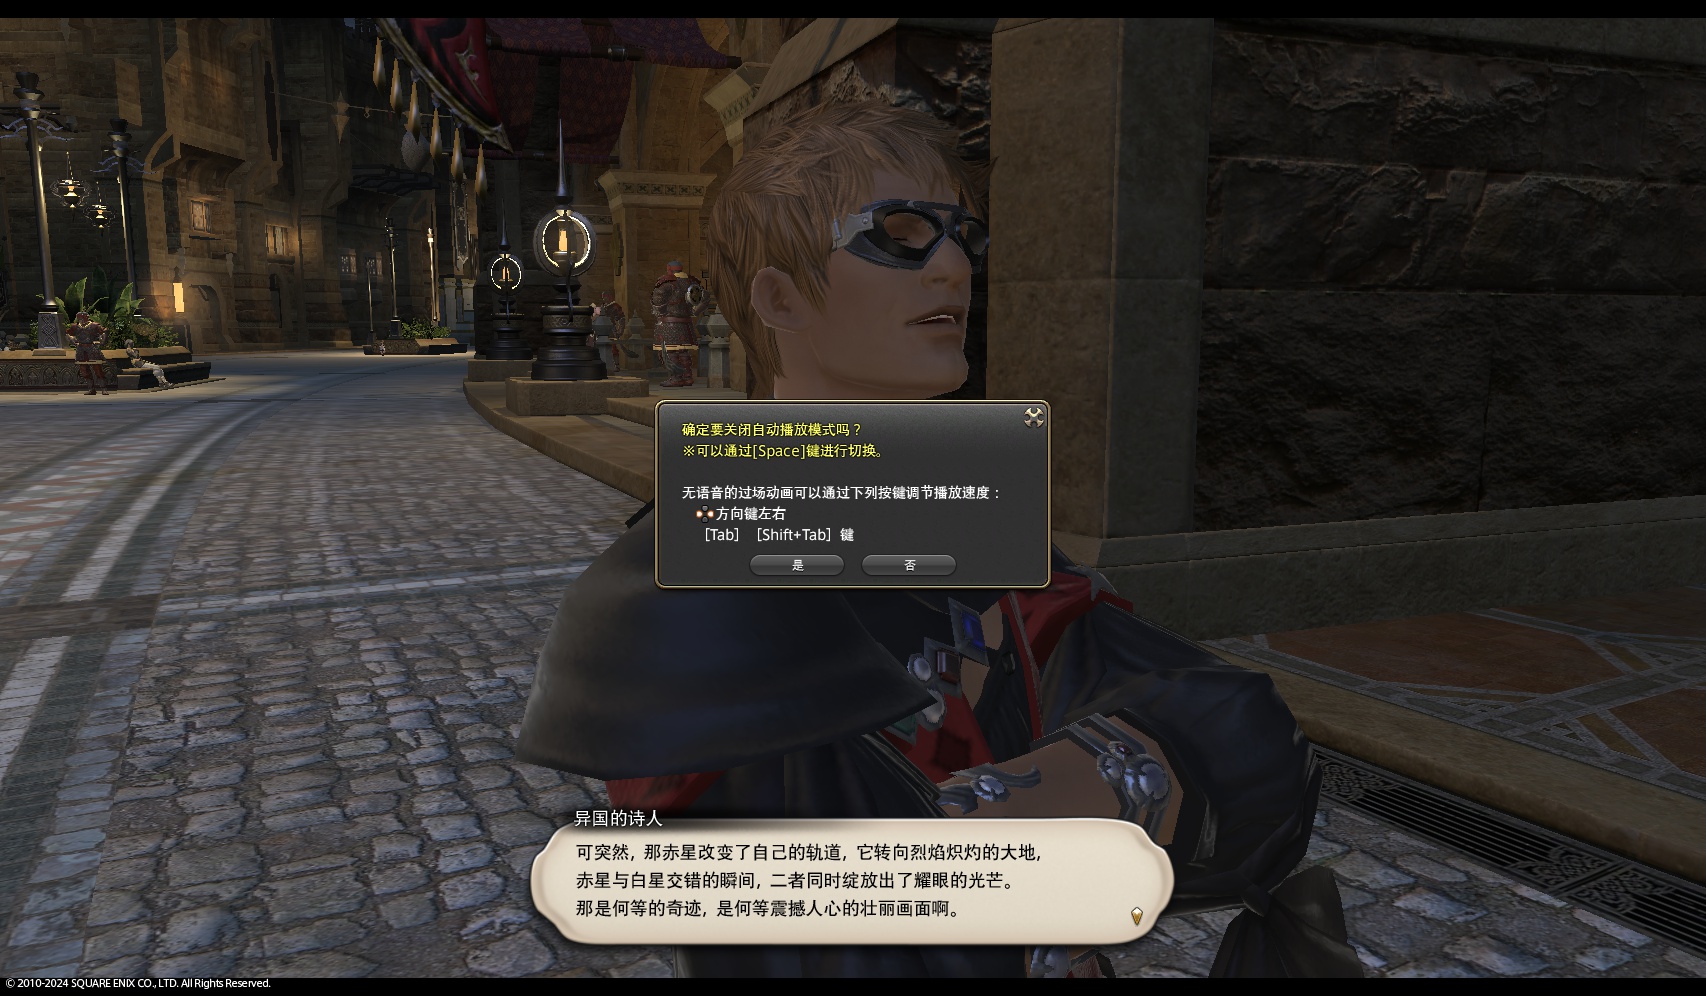 确定要关闭自动播放模式吗？
※可以通过[Space]键进行切换。
无语音的过场动画可以通过下列按键调节播放速度：
方向键左右
[Tab] [Shift+Tab] 键
是
否
异国的诗人
可突然，那赤星改变了自己的轨道，它转向烈焰炽灼的大地，
赤星与白星交错的瞬间，二者同时绽放出了耀眼的光芒。
那是何等的奇迹，是何等震撼人心的壮丽画面啊。
© 2010-2024 SQUARE ENIX CO., LTD. All Rights Reserved.